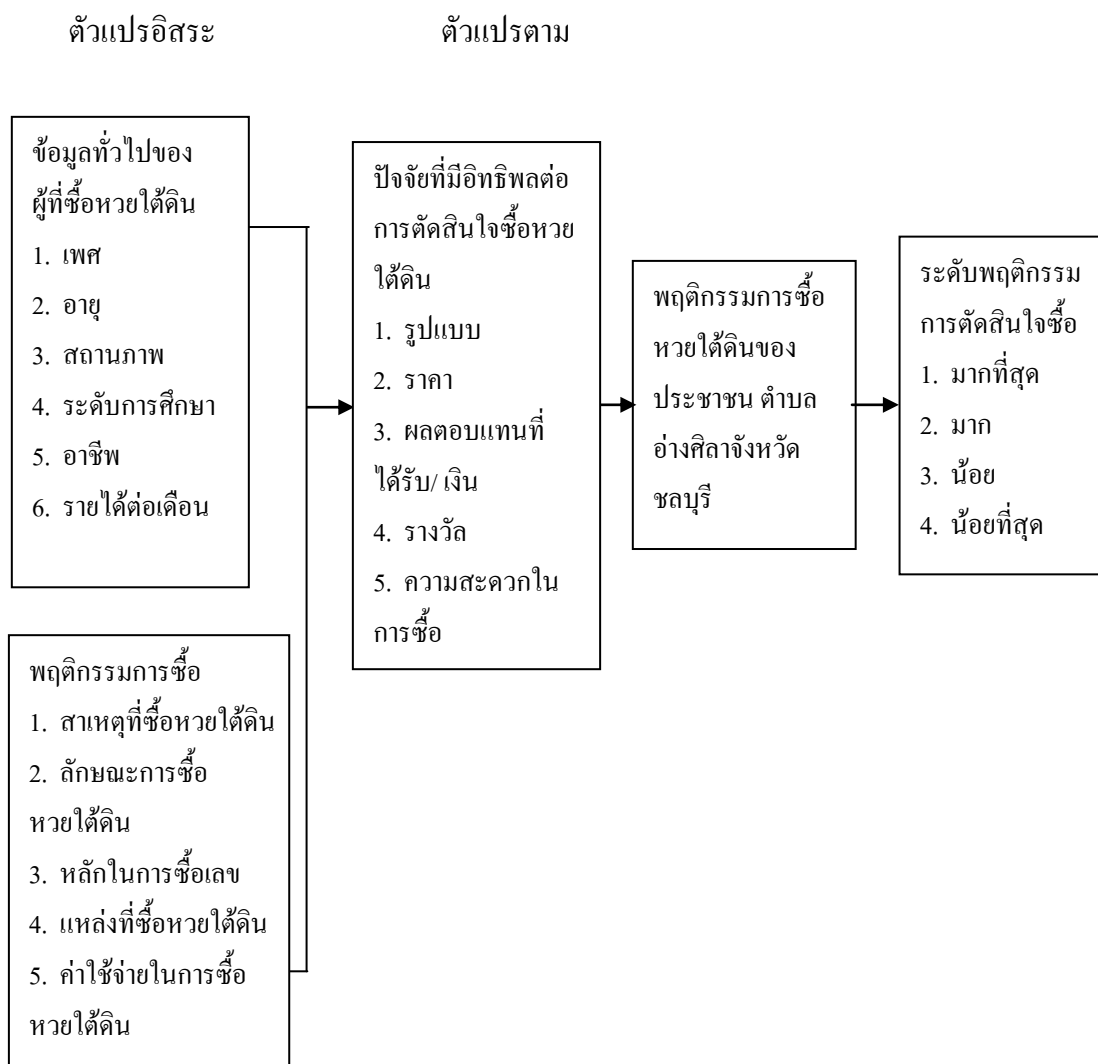 ตัวแปรอิสระ
ตัวแปรตาม
ข้อมูลทั่วไปของ
ผู้ที่ซื้อหวยใต้ดิน
1. เพศ
2. อายุ
3. สถานภาพ
4. ระดับการศึกษา
5. อาชีพ
6. รายได้ต่อเดือน
พฤติกรรมการซื้อ
1. สาเหตุที่ซื้อหวยใต้ดิน
2. ลักษณะการซื้อ
หวยใต้ดิน
3. หลักในการซื้อเลข
4. แหล่งที่ซื้อหวยใต้ดิน
5. ค่าใช้จ่ายในการซื้อ
หวยใต้ดิน
ปัจจัยที่มีอิทธิพลต่อ
การตัดสินใจซื้อหวย
ใต้ดิน
1. รูปแบบ
2. ราคา
3. ผลตอบแทนที่
ได้รับ/ เงิน
4. รางวัล
5. ความสะดวกใน
การซื้อ
พฤติกรรมการซื้อ
หวยใต้ดินของ
ประชาชน ตำบล
อ่างศิลาจังหวัด
ชลบุรี
ระดับพฤติกรรม
การตัดสินใจซื้อ
1. มากที่สุด
2. มาก
3. น้อย
4. น้อยที่สุด